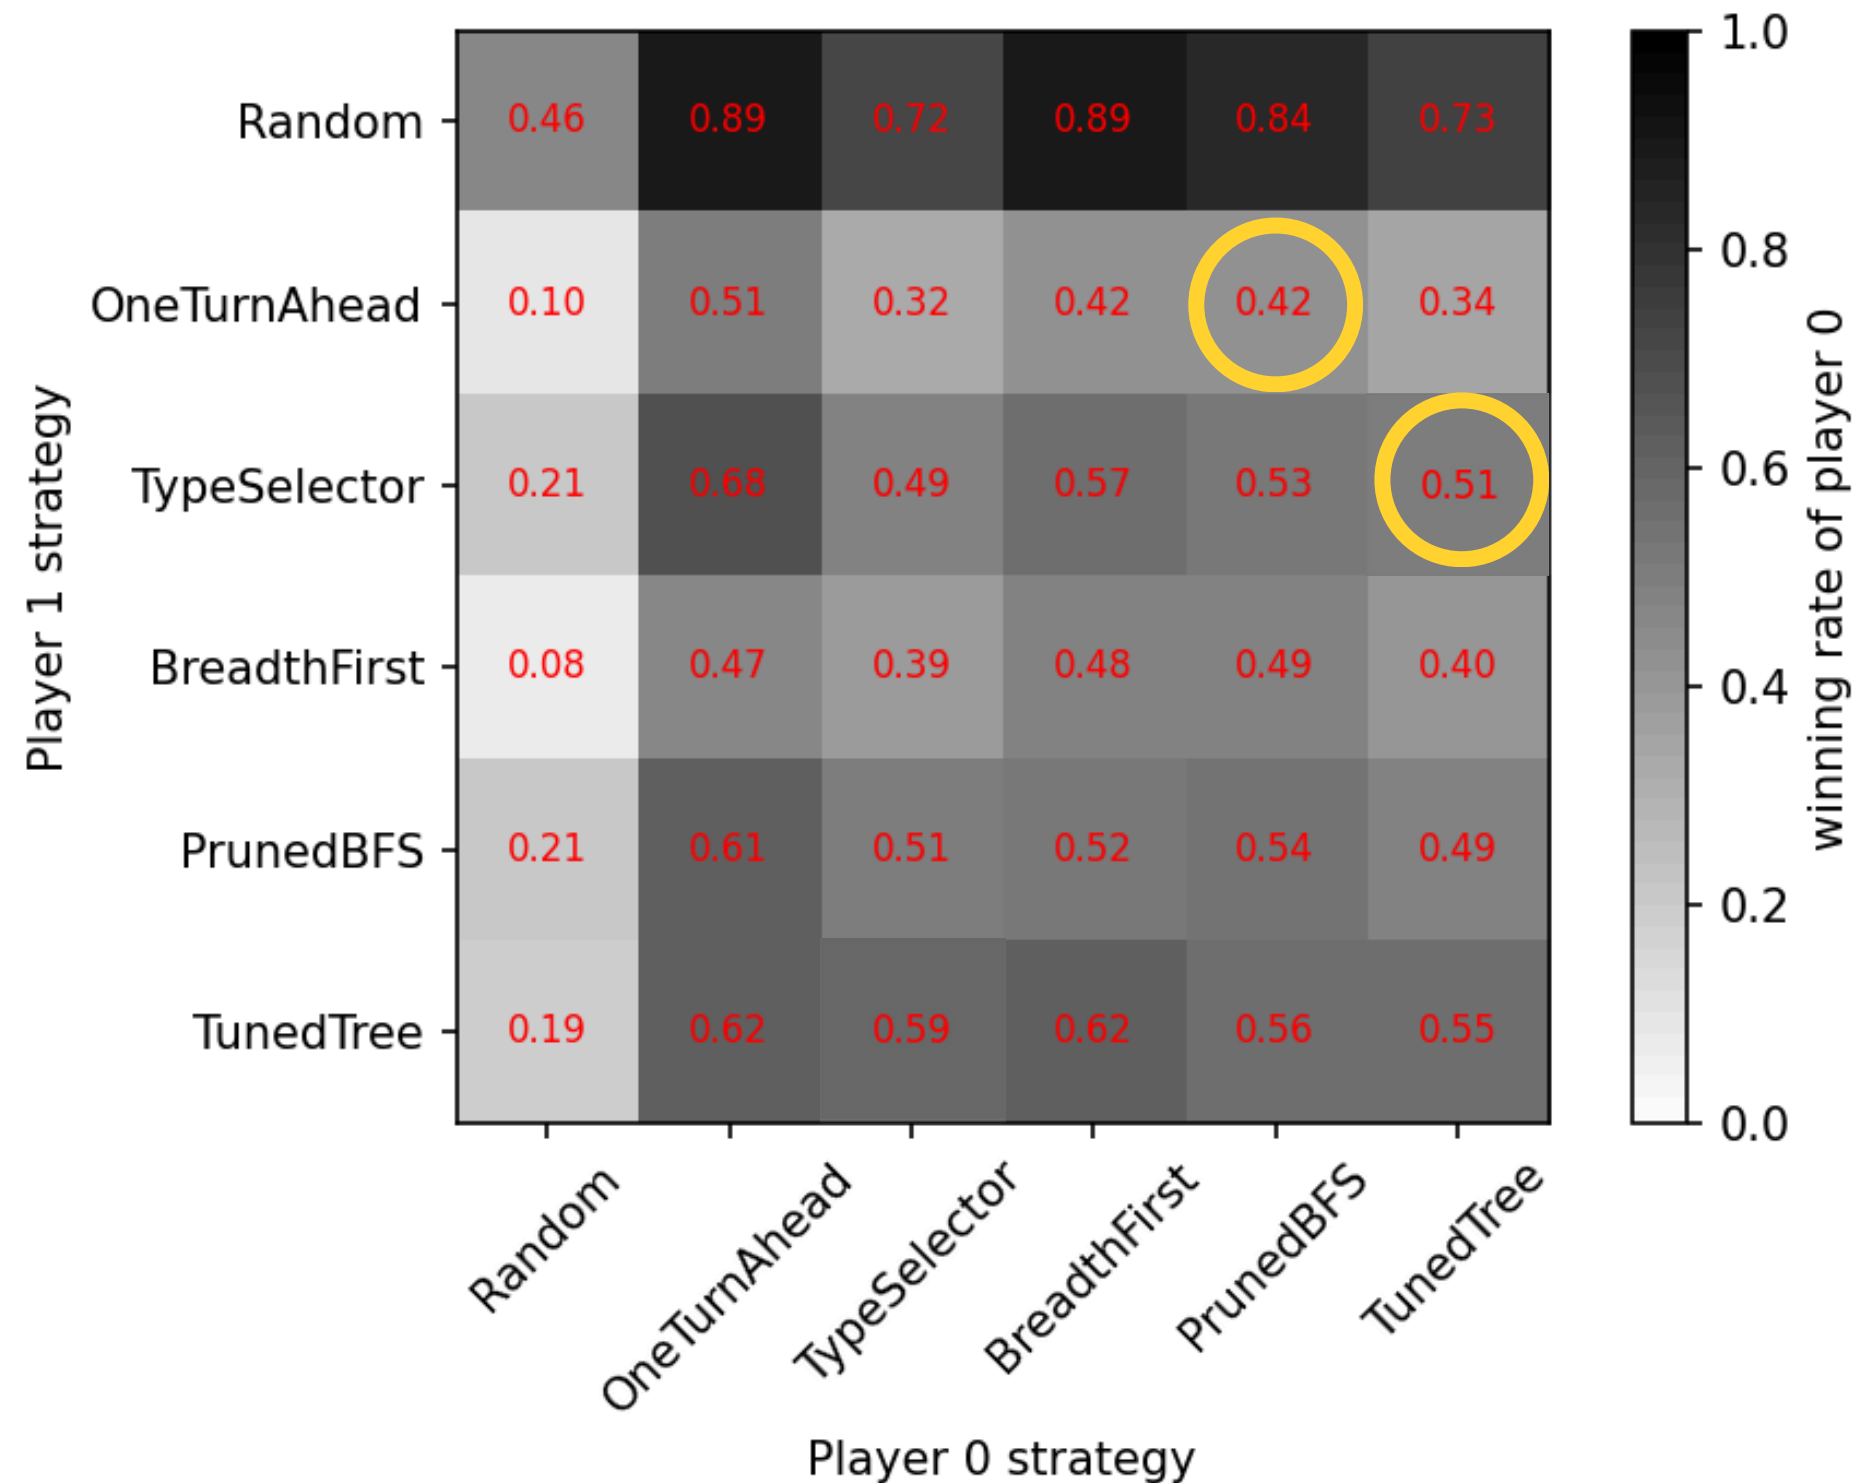 1.0
Random
0.46 0.89 0.72 0.89 0.84 0.73
0.8
OneTurnAhead
0.10 0.51 0.32 0.42 0.42 0.34
TypeSelector
0.21 0.68 0.49 0.57 0.53 0.51
0.6
BreadthFirst
0.08 0.47 0.39 0.48 0.49 0.40
0.4
PrunedBFS
0.21 0.61 0.51 0.52 0.54 0.49
0.2
TunedTree
0.19 0.62 0.59 0.62 0.56 0.55
0.0
Player 1 strategy
winning rate of player 0
Random
OneTurnAhead
TypeSelector
BreadthFirst
PrunedBFS
TunedTree
Player 0 strategy